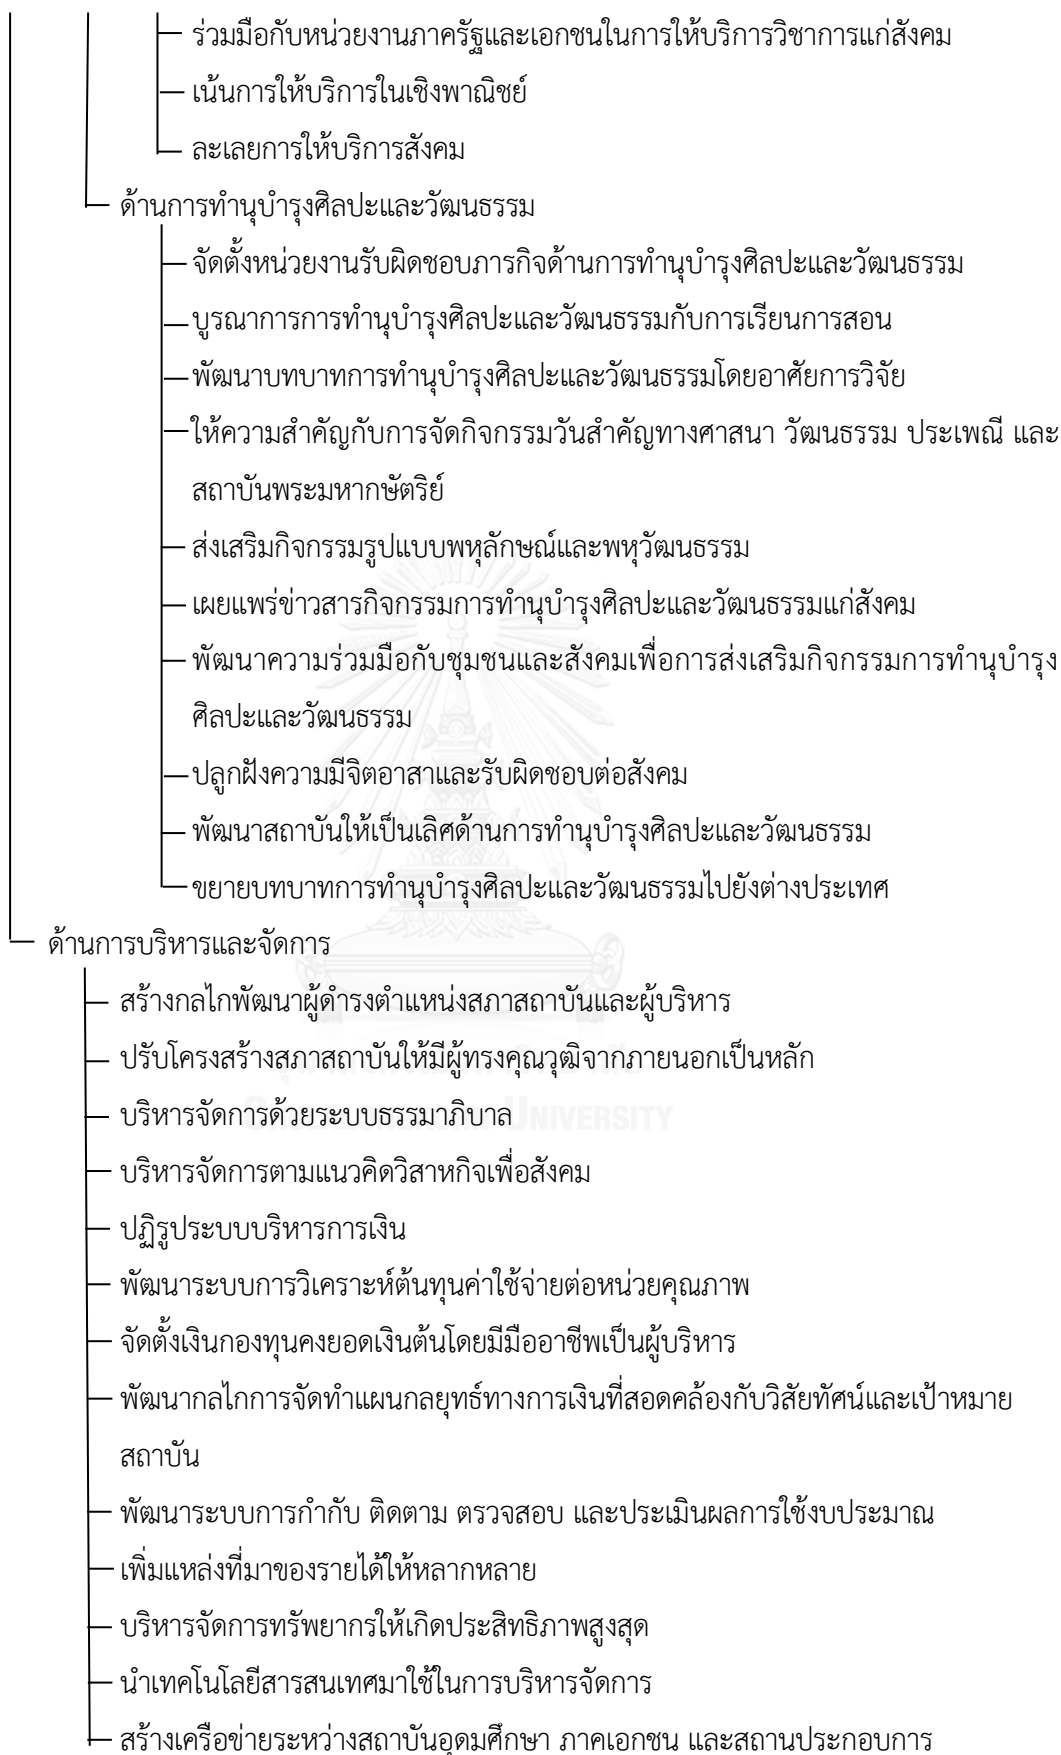 ร่วมมือกับหน่วยงานภาครัฐและเอกชนในการให้บริการวิชาการแก่สังคม
เน้นการให้บริการในเชิงพาณิชย์
ละเลยการให้บริการสังคม
ด้านการทำนุบำรุงศิลปะและวัฒนธรรม
จัดตั้งหน่วยงานรับผิดชอบภารกิจด้านการทำนุบำรุงศิลปะและวัฒนธรรม
บูรณาการการทำนุบำรุงศิลปะและวัฒนธรรมกับการเรียนการสอน
พัฒนาบทบาทการทำนุบำรุงศิลปะและวัฒนธรรมโดยอาศัยการวิจัย
ให้ความสำคัญกับการจัดกิจกรรมวันสำคัญทางศาสนา วัฒนธรรม ประเพณี และ
สถาบันพระมหากษัตริย์
ส่งเสริมกิจกรรมรูปแบบพหุลักษณ์และพหุวัฒนธรรม
เผยแพร่ข่าวสารกิจกรรมการทำนุบำรุงศิลปะและวัฒนธรรมแก่สังคม
พัฒนาความร่วมมือกับชุมชนและสังคมเพื่อการส่งเสริมกิจกรรมการทำนุบำรุง
ศิลปะและวัฒนธรรม
ปลูกฝังความมีจิตอาสาและรับผิดชอบต่อสังคม
พัฒนาสถาบันให้เป็นเลิศด้านการทำนุบำรุงศิลปะและวัฒนธรรม
ขยายบทบาทการทำนุบำรุงศิลปะและวัฒนธรรมไปยังต่างประเทศ
ด้านการบริหารและจัดการ
สร้างกลไกพัฒนาผู้ดำรงตำแหน่งสภาสถาบันและผู้บริหาร
ปรับโครงสร้างสภาสถาบันให้มีผู้ทรงคุณวุฒิจากภายนอกเป็นหลัก
บริหารจัดการด้วยระบบธรรมาภิบาล
UNIVERSITY
บริหารจัดการตามแนวคิดวิสาหกิจเพื่อสังคม
ปฏิรูประบบบริหารการเงิน
พัฒนาระบบการวิเคราะห์ต้นทุนค่าใช้จ่ายต่อหน่วยคุณภาพ
จัดตั้งเงินกองทุนคงยอดเงินต้นโดยมีมืออาชีพเป็นผู้บริหาร
พัฒนากลไกการจัดทำแผนกลยุทธ์ทางการเงินที่สอดคล้องกับวิสัยทัศน์และเป้าหมาย
สถาบัน
พัฒนาระบบการกำกับ ติดตาม ตรวจสอบ และประเมินผลการใช้งบประมาณ
เพิ่มแหล่งที่มาของรายได้ให้หลากหลาย
บริหารจัดการทรัพยากรให้เกิดประสิทธิภาพสูงสุด
นำเทคโนโลยีสารสนเทศมาใช้ในการบริหารจัดการ
สร้างเครือข่ายระหว่างสถาบันอุดมศึกษา ภาคเอกชน และสถานประกอบการ